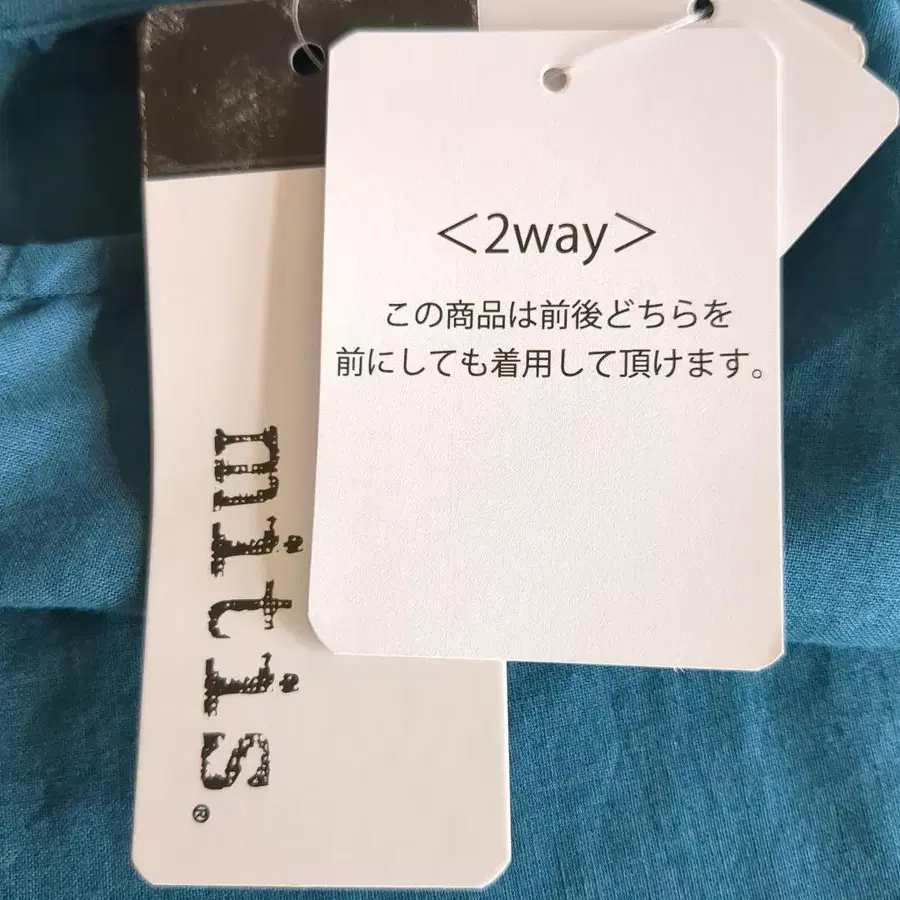 <2way>
この商品は前後どちらを
前にしても着用して頂けます。
mitis®